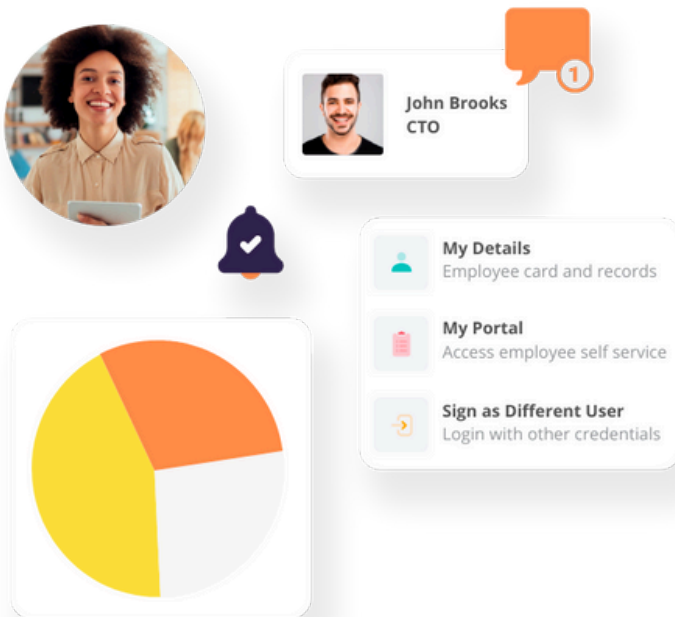 1
John Brooks
CTO
My Details
Employee card and records
My Portal
Access employee self service
Sign as Different User
Login with other credentials